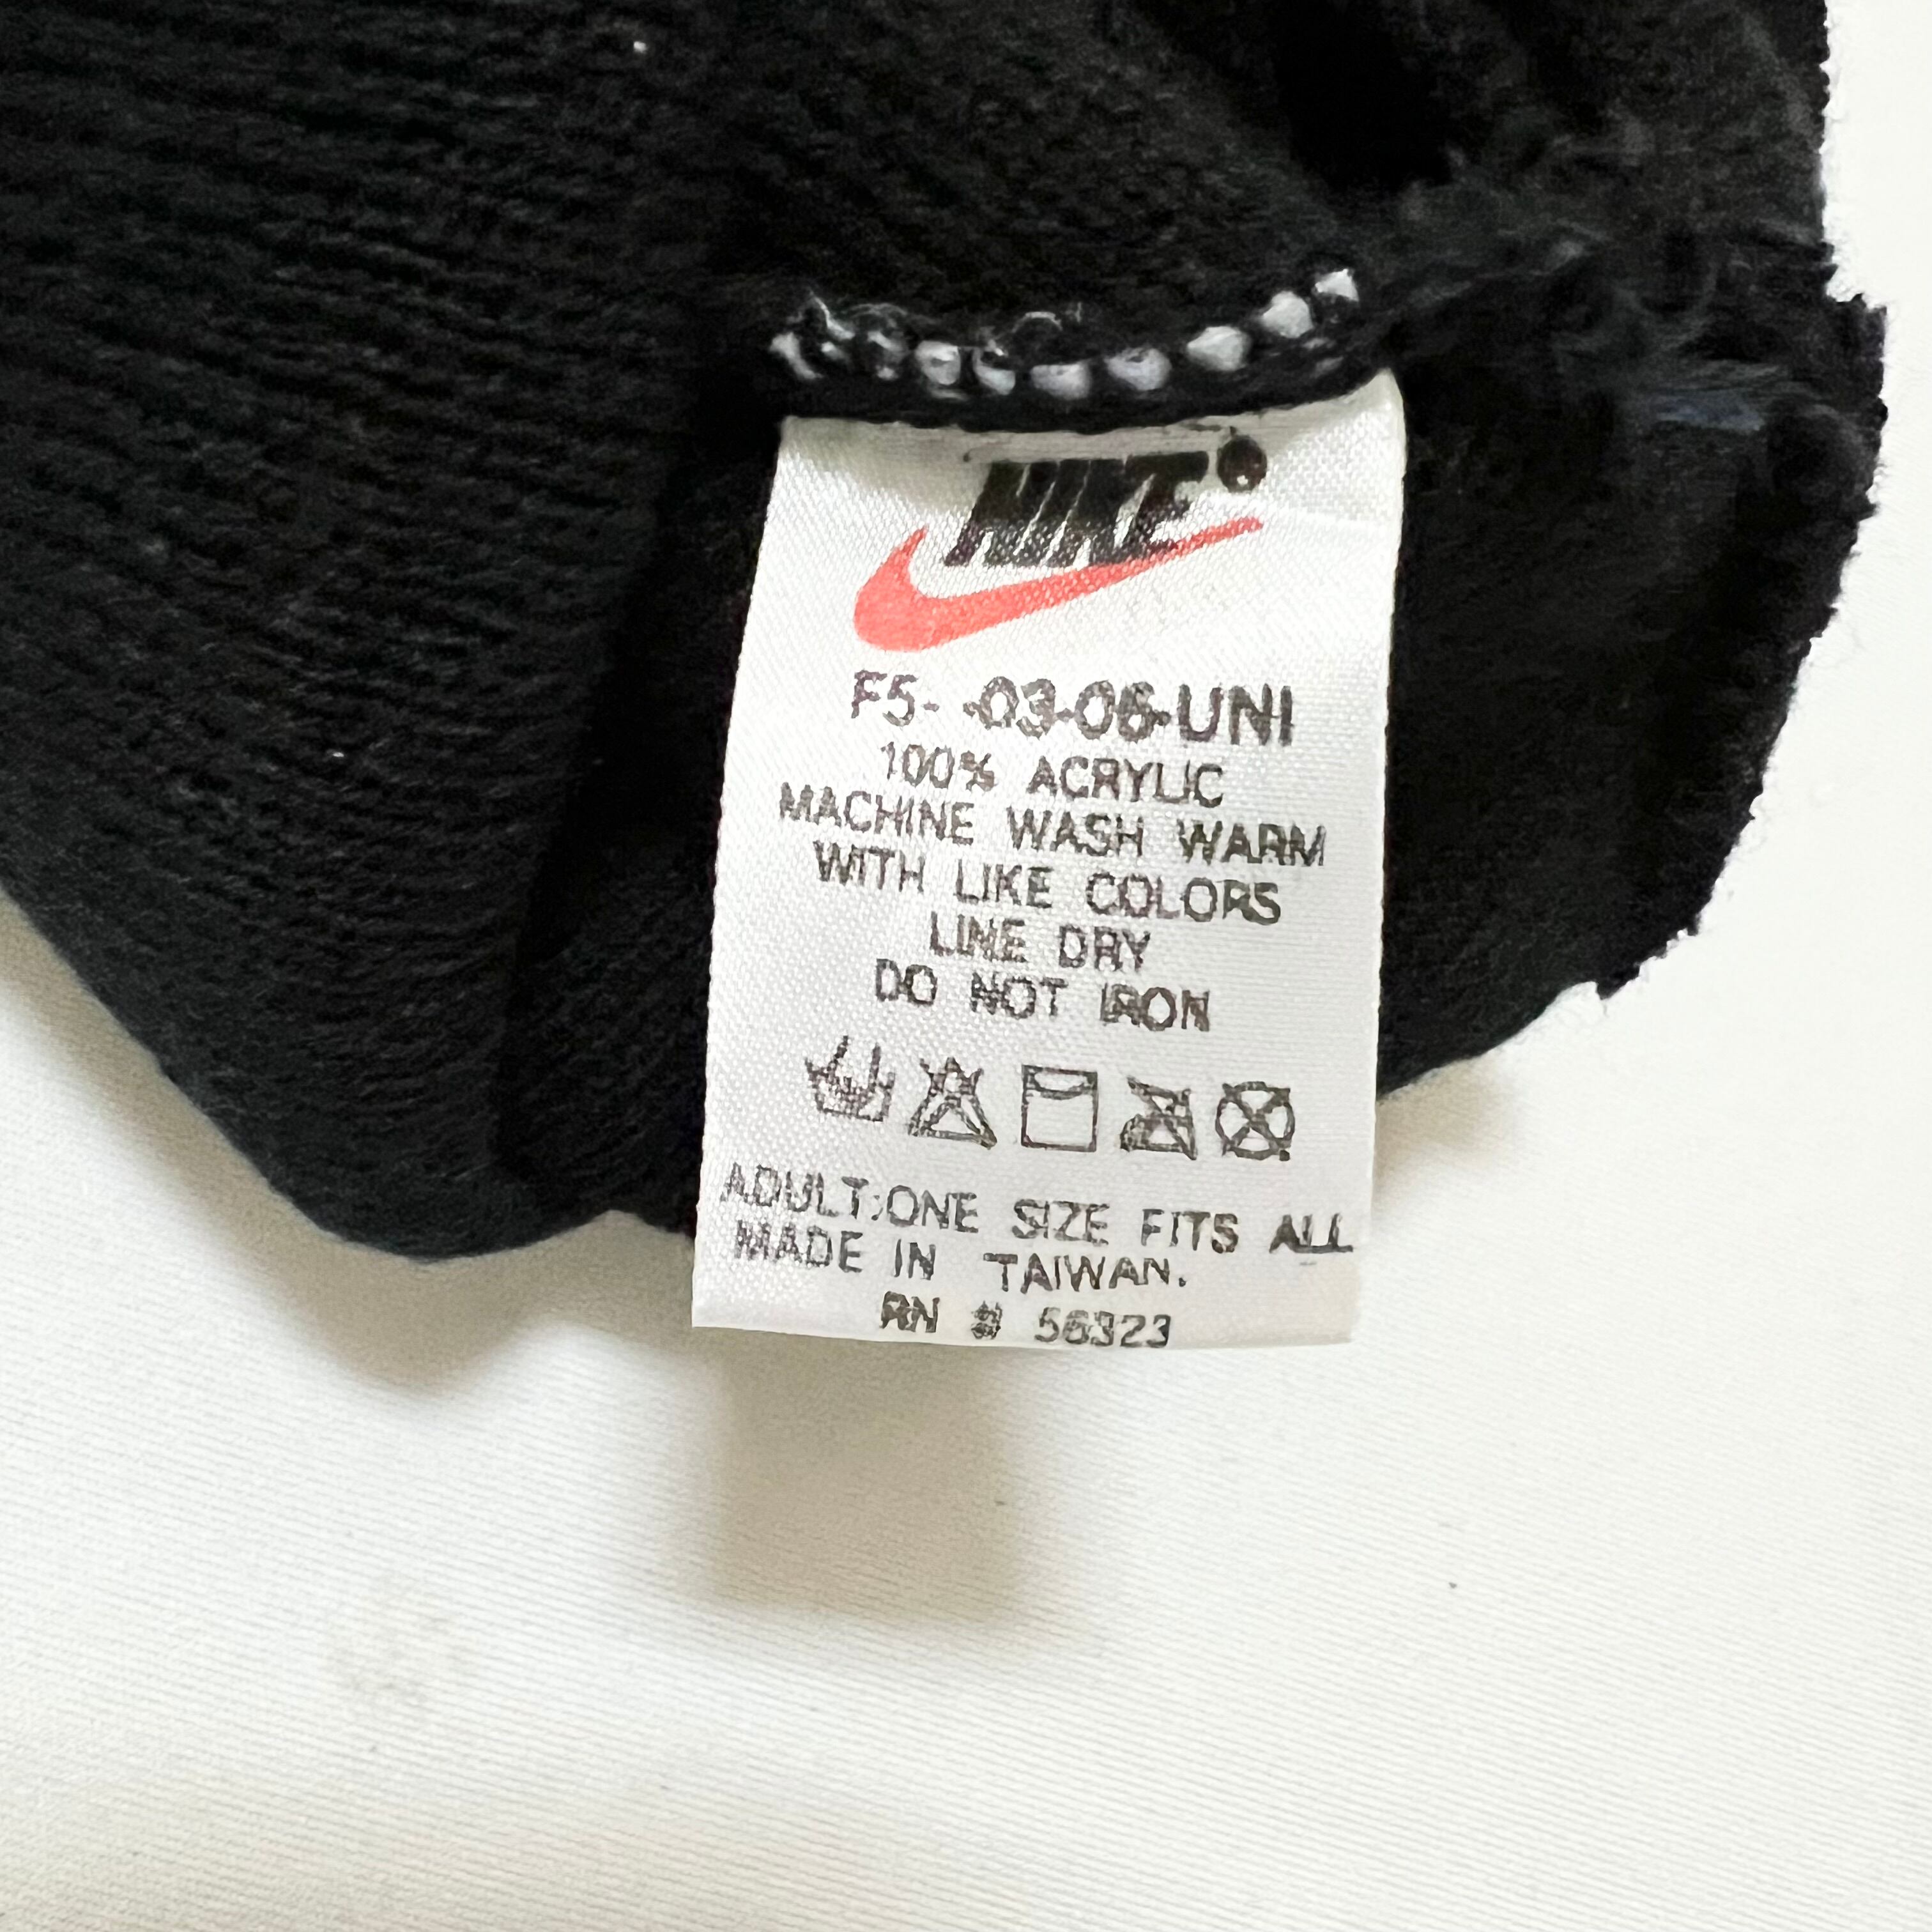 NIKE
F5- -03-06-UNI
100% ACRYLIC
MACHINE WASH WARM
WITH LIKE COLORS
LINE DRY
DO NOT IRON
ADULT:ONE SIZE FITS ALL
MADE IN TAIWAN.
RN # 56323